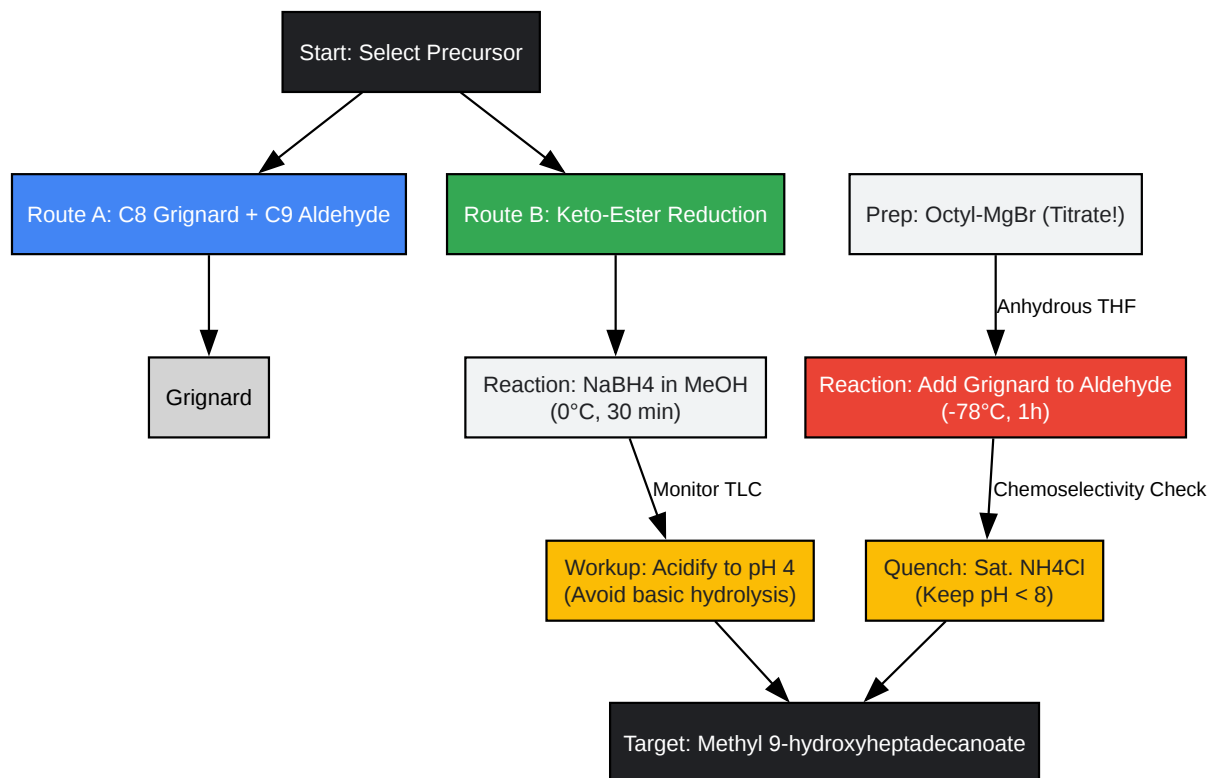 Start: Select Precursor
Route A: C8 Grignard + C9 Aldehyde
Route B: Keto-Ester Reduction
Prep: Octyl-MgBr (Titrate!)
Anhydrous THF
Grignard
Reaction: NaBH4 in MeOH
(0°C, 30 min)
Reaction: Add Grignard to Aldehyde
(-78°C, 1h)
Monitor TLC
Chemoselectivity Check
Workup: Acidify to pH 4
(Avoid basic hydrolysis)
Quench: Sat. NH4Cl
(Keep pH < 8)
Target: Methyl 9-hydroxyheptadecanoate